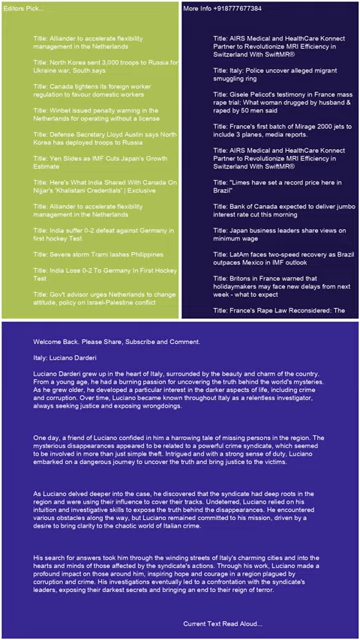 Editors Pick...
Title: Alliander to accelerate flexibility
management in the Netherlands
Title: North Korea sent 3,000 troops to Russia for
Ukraine war, South says
Title: Canada tightens its foreign worker
regulation to favour domestic workers
Title: Winbet issued penalty warning in the
Netherlands for operating without a license
Title: Defense Secretary Lloyd Austin says North
Korea has deployed troops to Russia
Title: Yen Slides as IMF Cuts Japan's Growth
Estimate
Title: Here's What India Shared With Canada On
Nijjar's 'Khalistani Credentials' | Exclusive
Title: Alliander to accelerate flexibility
management in the Netherlands
Title: India suffer 0-2 defeat against Germany in
first hockey Test
Title: Severe storm Trami lashes Philippines
Title: India Lose 0-2 To Germany in First Hockey
Test
Title: Gov't advisor urges Netherlands to change
attitude, policy on Israel-Palestine conflict
More Info +918777677384
Title: AIRS Medical and HealthCare Konnect
Partner to Revolutionize MRI Efficiency in
Switzerland With SwiftMR®
Title: Italy: Police uncover alleged migrant
smuggling ring
Title: Gisele Pelicot's testimony in France mass
rape trial: What woman drugged by husband &
raped by 50 men said
Title: France's first batch of Mirage 2000 jets to
include 3 planes, media reports.
Title: AIRS Medical and HealthCare Konnect
Partner to Revolutionize MRI Efficiency in
Switzerland With SwiftMR®
Title: "Limes have set a record price here in
Brazil"
Title: Bank of Canada expected to deliver jumbo
interest rate cut this morning
Title: Japan business leaders share views on
minimum wage
Title: LatAm faces two-speed recovery as Brazil
outpaces Mexico in IMF outlook
Title: Britons in France warned that
holidaymakers may face new delays from next
week - what to expect
Title: France's Rape Law Reconsidered: The
Welcome Back. Please Share, Subscribe and Comment.
Italy: Luciano Darderi
Luciano Darderi grew up in the heart of Italy, surrounded by the beauty and charm of the country.
From a young age, he had a burning passion for uncovering the truth behind the world's mysteries.
As he grew older, he developed a particular interest in the darker aspects of life, including crime
and corruption. Over time, Luciano became known throughout Italy as a relentless investigator,
always seeking justice and exposing wrongdoings.
One day, a friend of Luciano confided in him a harrowing tale of missing persons in the region. The
mysterious disappearances appeared to be related to a powerful crime syndicate, which seemed
to be involved in more than just simple theft. Intrigued and with a strong sense of duty, Luciano
embarked on a dangerous journey to uncover the truth and bring justice to the victims.
As Luciano delved deeper into the case, he discovered that the syndicate had deep roots in the
region and were using their influence to cover their tracks. Undeterred, Luciano relied on his
intuition and investigative skills to expose the truth behind the disappearances. He encountered
various obstacles along the way, but Luciano remained committed to his mission, driven by a
desire to bring clarity to the chaotic world of Italian crime.
His search for answers took him through the winding streets of Italy's charming cities and into the
hearts and minds of those affected by the syndicate's actions. Through his work, Luciano made a
profound impact on those around him, inspiring hope and courage in a region plagued by
corruption and crime. His investigations eventually led to a confrontation with the syndicate's
leaders, exposing their darkest secrets and bringing an end to their reign of terror.
Current Text Read Aloud...